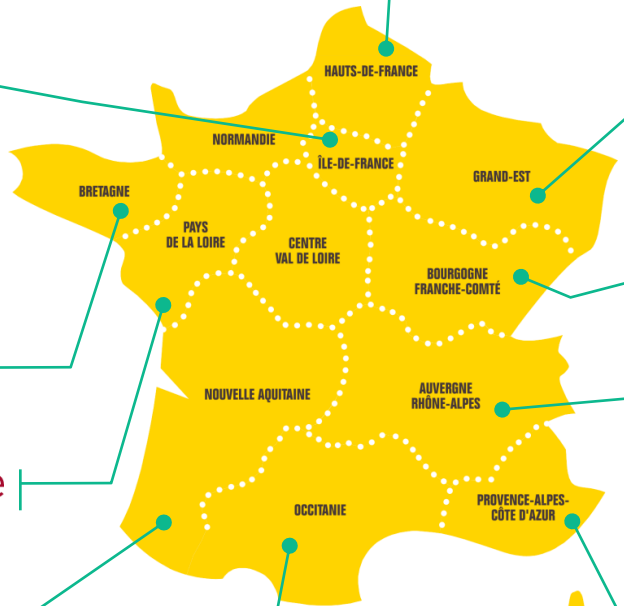 HAUTS-DE-FRANCE
NORMANDIE
ÎLE-DE-FRANCE
GRAND-EST
BRETAGNE
PAYS
DE LA LOIRE
CENTRE
VAL DE LOIRE
BOURGOGNE
FRANCHE-COMTÉ
NOUVELLE AQUITAINE
AUVERGNE
RHÔNE-ALPES
e
OCCITANIE
PROVENCE-ALPES-
CÔTE D'AZUR